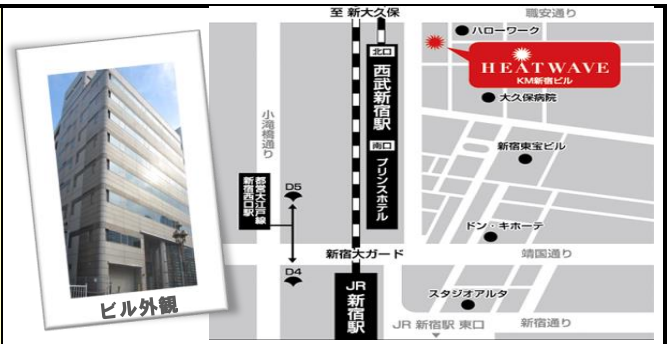 至 新大久保
職安通り
ハローワーク
北口
西武新宿駅
HEATWAVE
KM新宿ビル
大久保病院
小滝橋通り
新宿東宝ビル
南口
プリンスホテル
都営大江戸線
新宿西口駅
D5
ドン・キホーテ
新宿大ガード
靖国通り
D4
ビル外観
JR新宿駅
スタジオアルタ
JR 新宿駅 東口
新宿通り